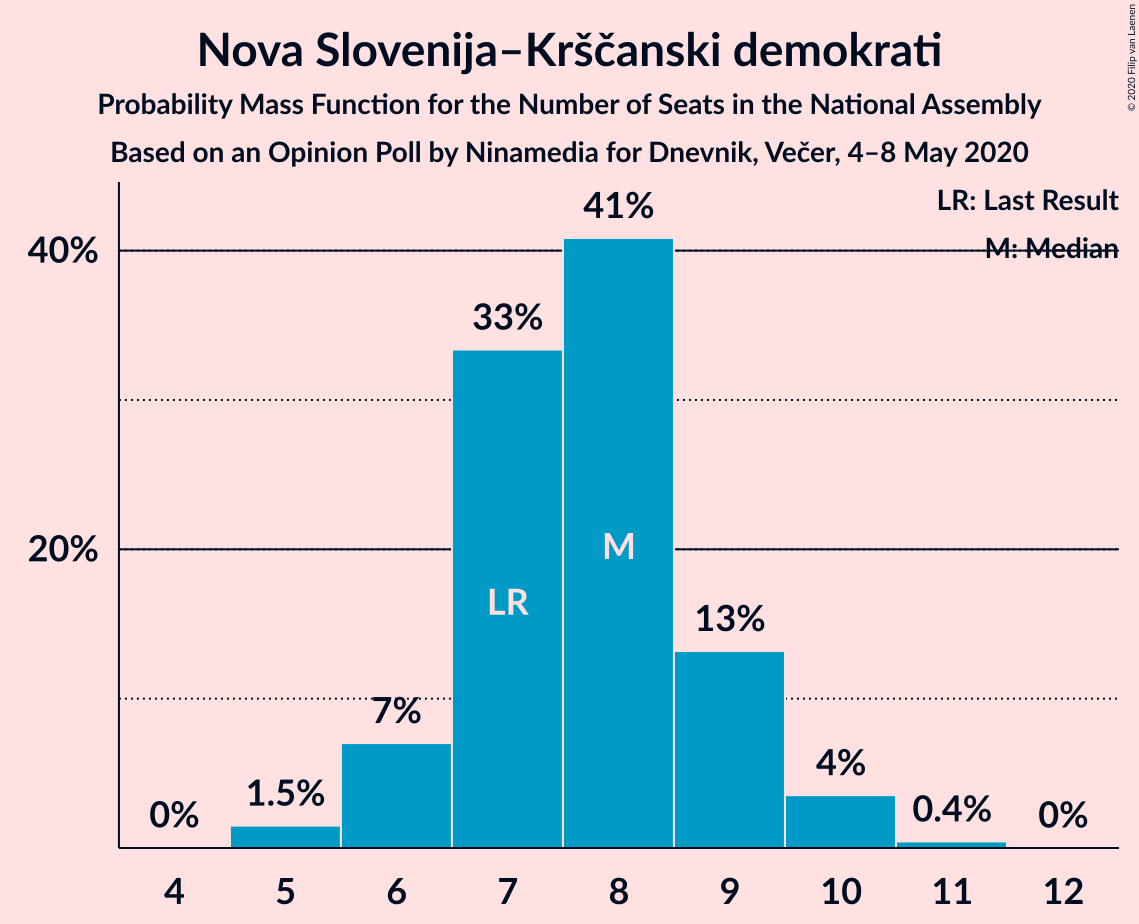 Nova Slovenija–Krščanski demokrati
Probability Mass Function for the Number of Seats in the National Assembly
Based on an Opinion Poll by Ninamedia for Dnevnik, Večer, 4–8 May 2020
© 2020 Filip van Laenen
LR: Last Result
M: Median
40%
20%
0%
1.5%
7%
33%
41%
13%
4%
0.4%
0%
LR
M
4 5 6 7 8 9 10 11 12